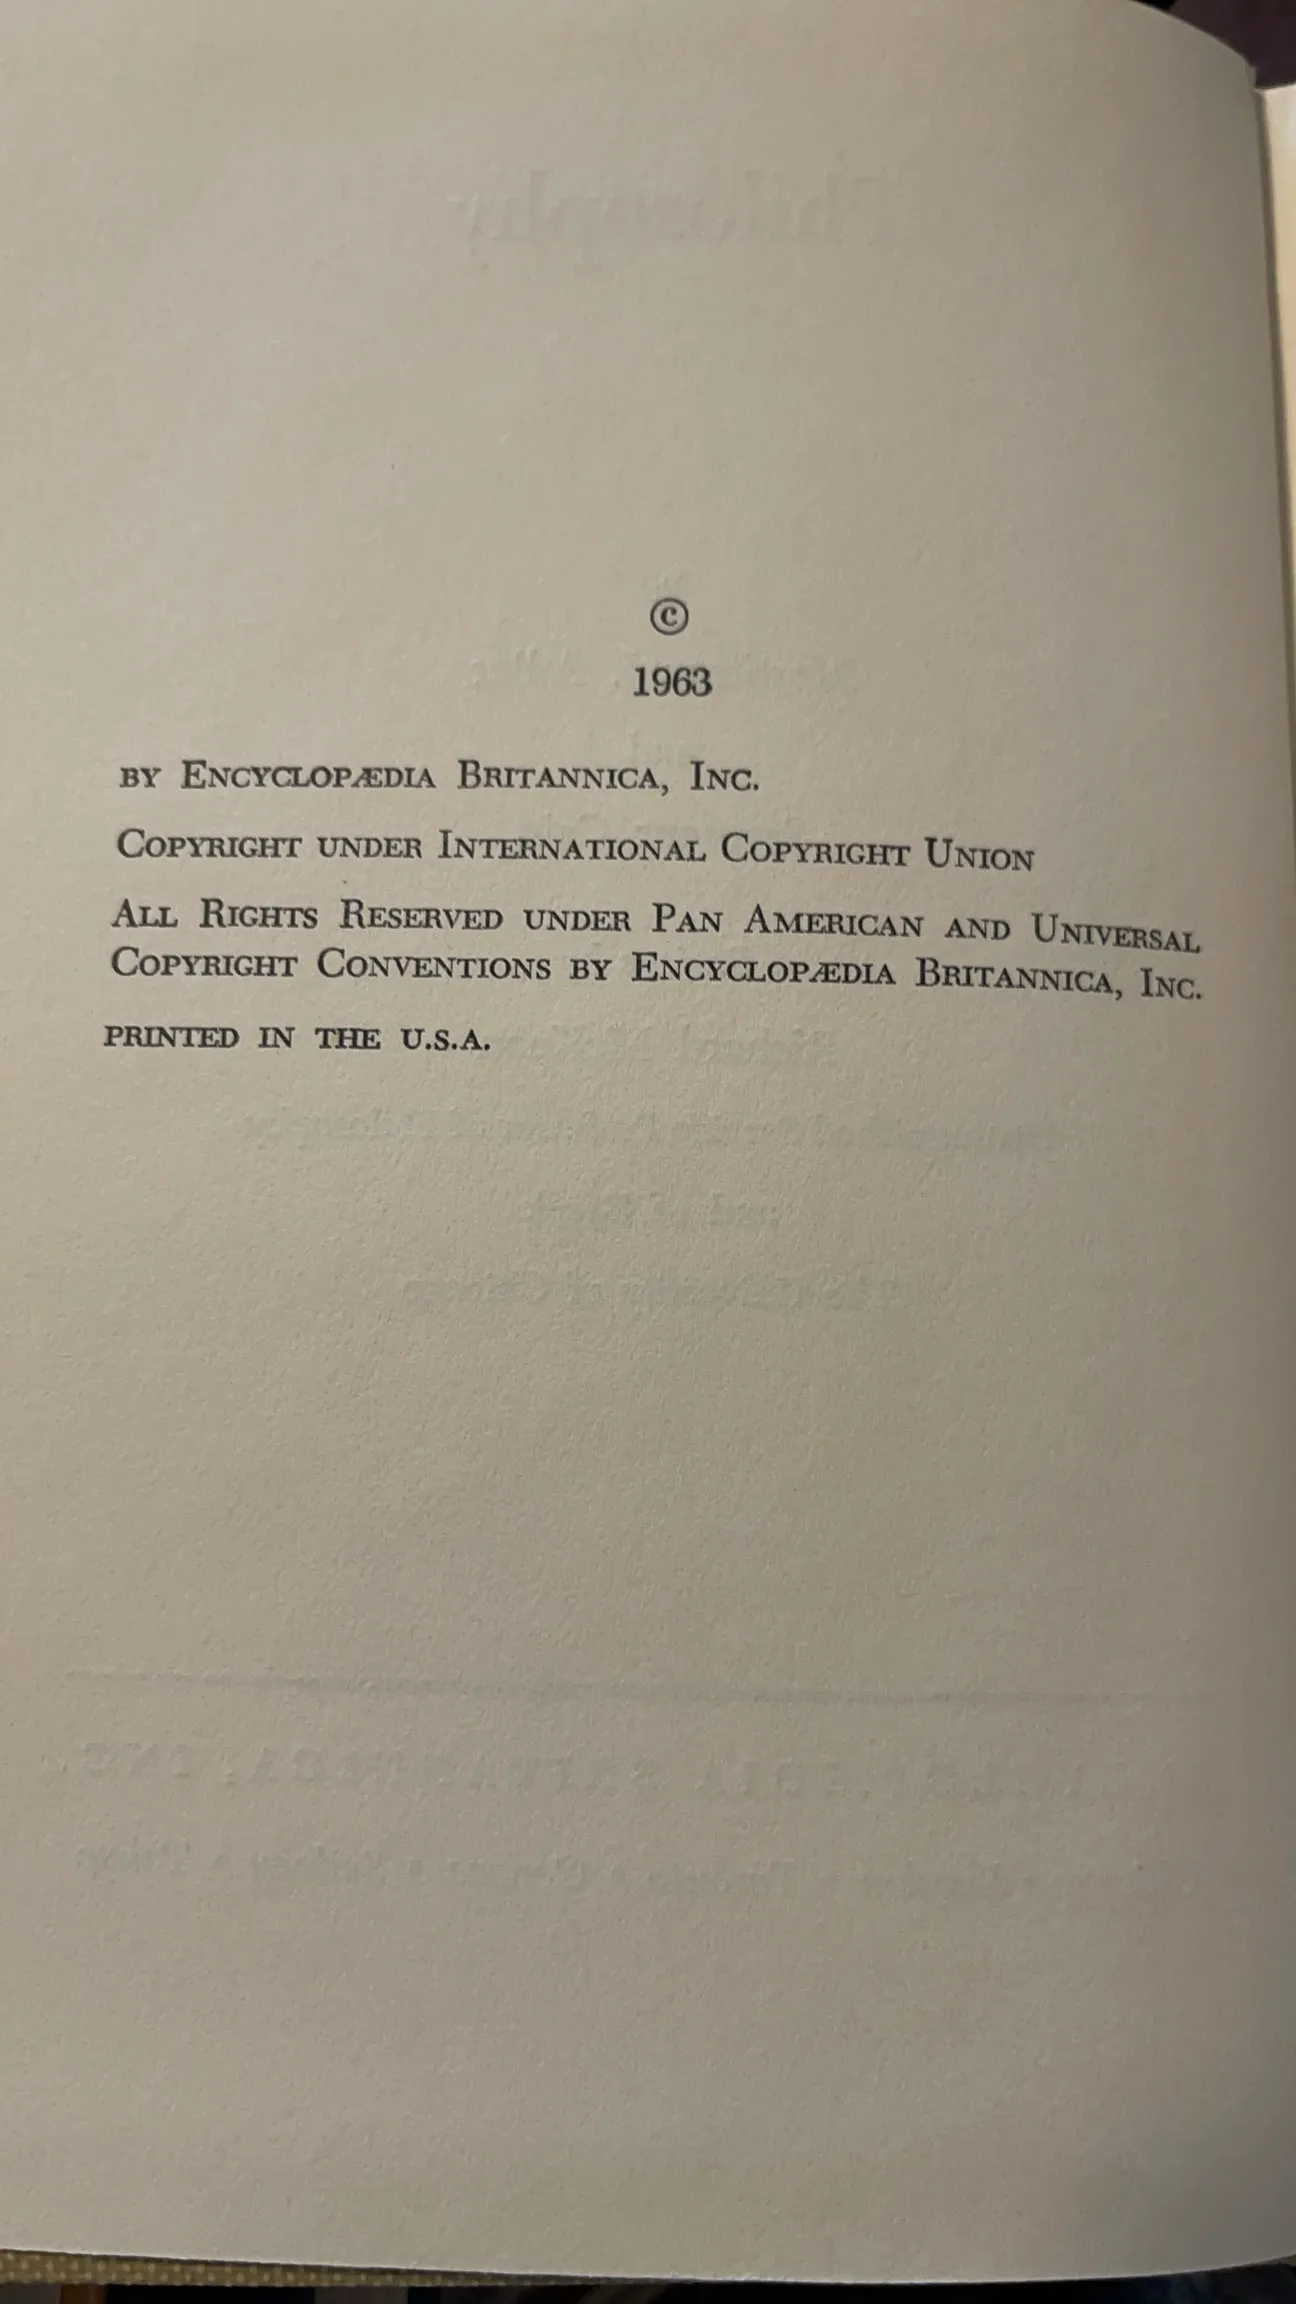 ©
1963
BY ENCYCLOPÆDIA BRITANNICA, INC.
COPYRIGHT UNDER INTERNATIONAL COPYRIGHT UNION
ALL RIGHTS RESERVED UNDER PAN AMERICAN AND UNIVERSAL
COPYRIGHT CONVENTIONS BY ENCYCLOPÆDIA BRITANNICA, INC.
PRINTED IN THE U.S.A.